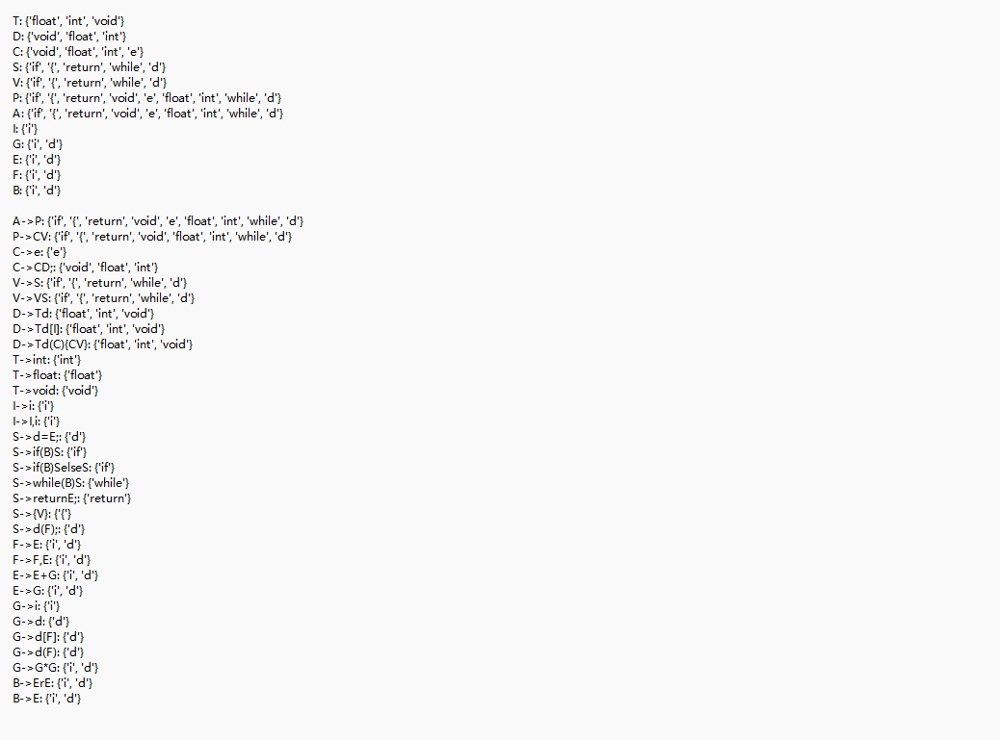 T: {'float', 'int', 'void'}
D: {'void', 'float', 'int'}
C: {'void', 'float', 'int', 'e'}
S: {'if', '{', 'return', 'while', 'd'}
V: {'if', '{', 'return', 'while', 'd'}
P: {'if', '{', 'return', 'void', 'e', 'float', 'int', 'while', 'd'}
A: {'if', '{', 'return', 'void', 'e', 'float', 'int', 'while', 'd'}
I: {'i'}
G: {'i', 'd'}
E: {'i', 'd'}
F: {'i', 'd'}
B: {'i', 'd'}
A->P: {'if', '{', 'return', 'void', 'e', 'float', 'int', 'while', 'd'}
P->CV: {'if', '{', 'return', 'void', 'float', 'int', 'while', 'd'}
C->e: {'e'}
C->CD;: {'void', 'float', 'int'}
V->S: {'if', '{', 'return', 'while', 'd'}
V->VS: {'if', '{', 'return', 'while', 'd'}
D->Td: {'float', 'int', 'void'}
D->Td[I]: {'float', 'int', 'void'}
D->Td(C){CV}: {'float', 'int', 'void'}
T->int: {'int'}
T->float: {'float'}
T->void: {'void'}
I->i: {'i'}
I->I,i: {'i'}
S->d=E;: {'d'}
S->if(B)S: {'if'}
S->if(B)SelseS: {'if'}
S->while(B)S: {'while'}
S->returnE;: {'return'}
S->{V}: {'{'}
S->d(F);: {'d'}
F->E: {'i', 'd'}
F->F,E: {'i', 'd'}
E->E+G: {'i', 'd'}
E->G: {'i', 'd'}
G->i: {'i'}
G->d: {'d'}
G->d[F]: {'d'}
G->d(F): {'d'}
G->G*G: {'i', 'd'}
B->ErE: {'i', 'd'}
B->E: {'i', 'd'}